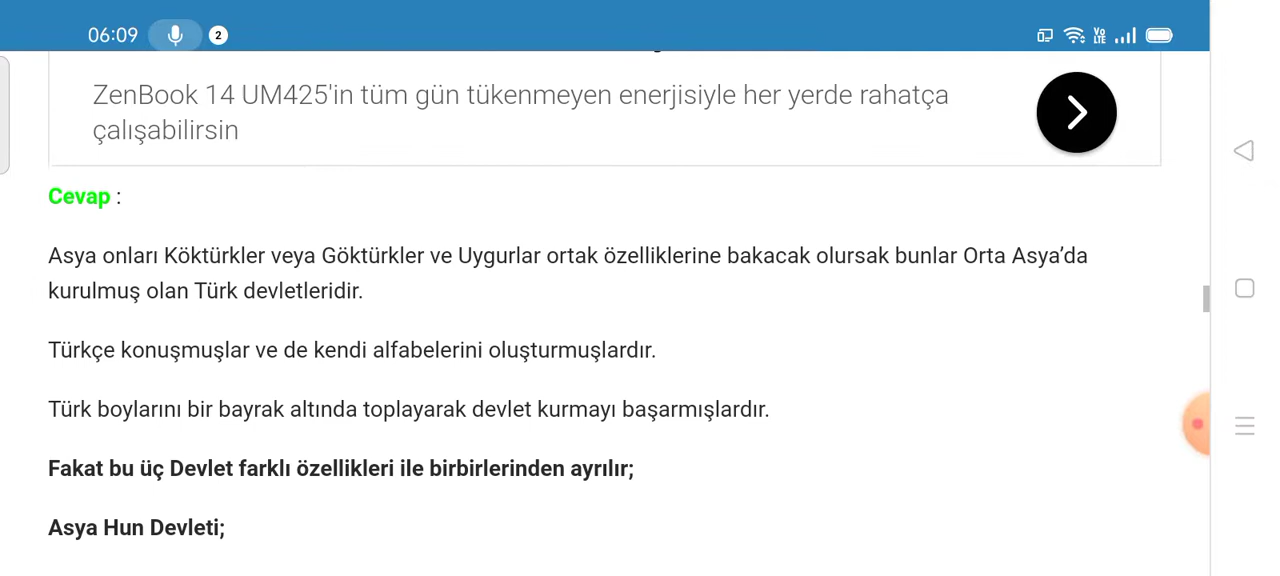 06:09 2
ZenBook 14 UM425'in tüm gün tükenmeyen enerjisiyle her yerde rahatça
çalışabilirsin
Cevap :
Asya onları Köktürkler veya Göktürkler ve Uygurlar ortak özelliklerine bakacak olursak bunlar Orta Asya’da
kurulmuş olan Türk devletleridir.
Türkçe konuşmuşlar ve de kendi alfabelerini oluşturmuşlardır.
Türk boylarını bir bayrak altında toplayarak devlet kurmayı başarmışlardır.
Fakat bu üç Devlet farklı özellikleri ile birbirlerinden ayrılır;
Asya Hun Devleti;